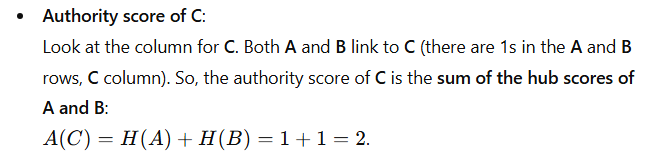 • Authority score of C:
Look at the column for C. Both A and B link to C (there are 1s in the A and B
rows, C column). So, the authority score of C is the sum of the hub scores of
A and B:
A(C) = H(A) + H(B) = 1 + 1 = 2.